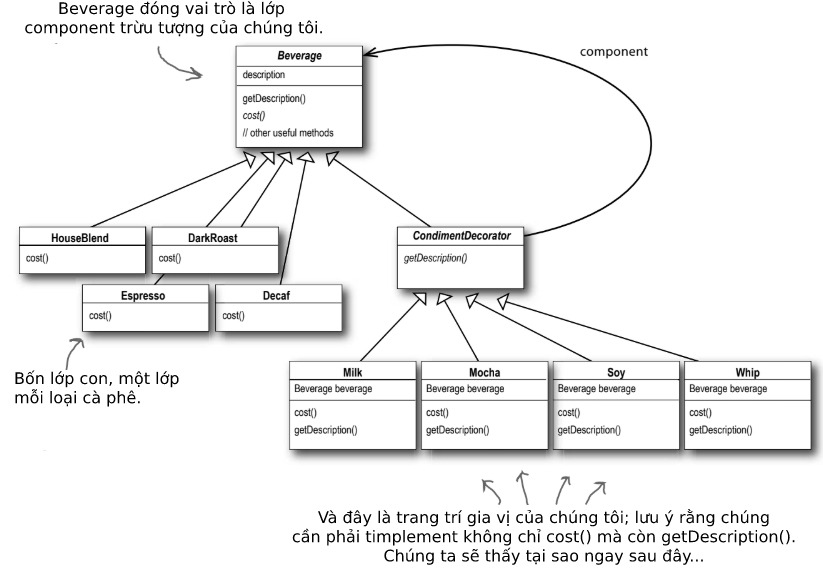 Beverage đóng vai trò là lớp
component trừu tượng của chúng tôi.
Beverage
description
getDescription()
cost()
// other useful methods
component
HouseBlend
cost()
DarkRoast
cost()
CondimentDecorator
getDescription()
Espresso
cost()
Decaf
cost()
Bốn lớp con, một lớp
mỗi loại cà phê.
Milk
Beverage beverage
cost()
getDescription()
Mocha
Beverage beverage
cost()
getDescription()
Soy
Beverage beverage
cost()
getDescription()
Whip
Beverage beverage
cost()
getDescription()
Và đây là trang trí gia vị của chúng tôi; lưu ý rằng chúng
cần phải timplement không chỉ cost() mà còn getDescription().
Chúng ta sẽ thấy tại sao ngay sau đây...